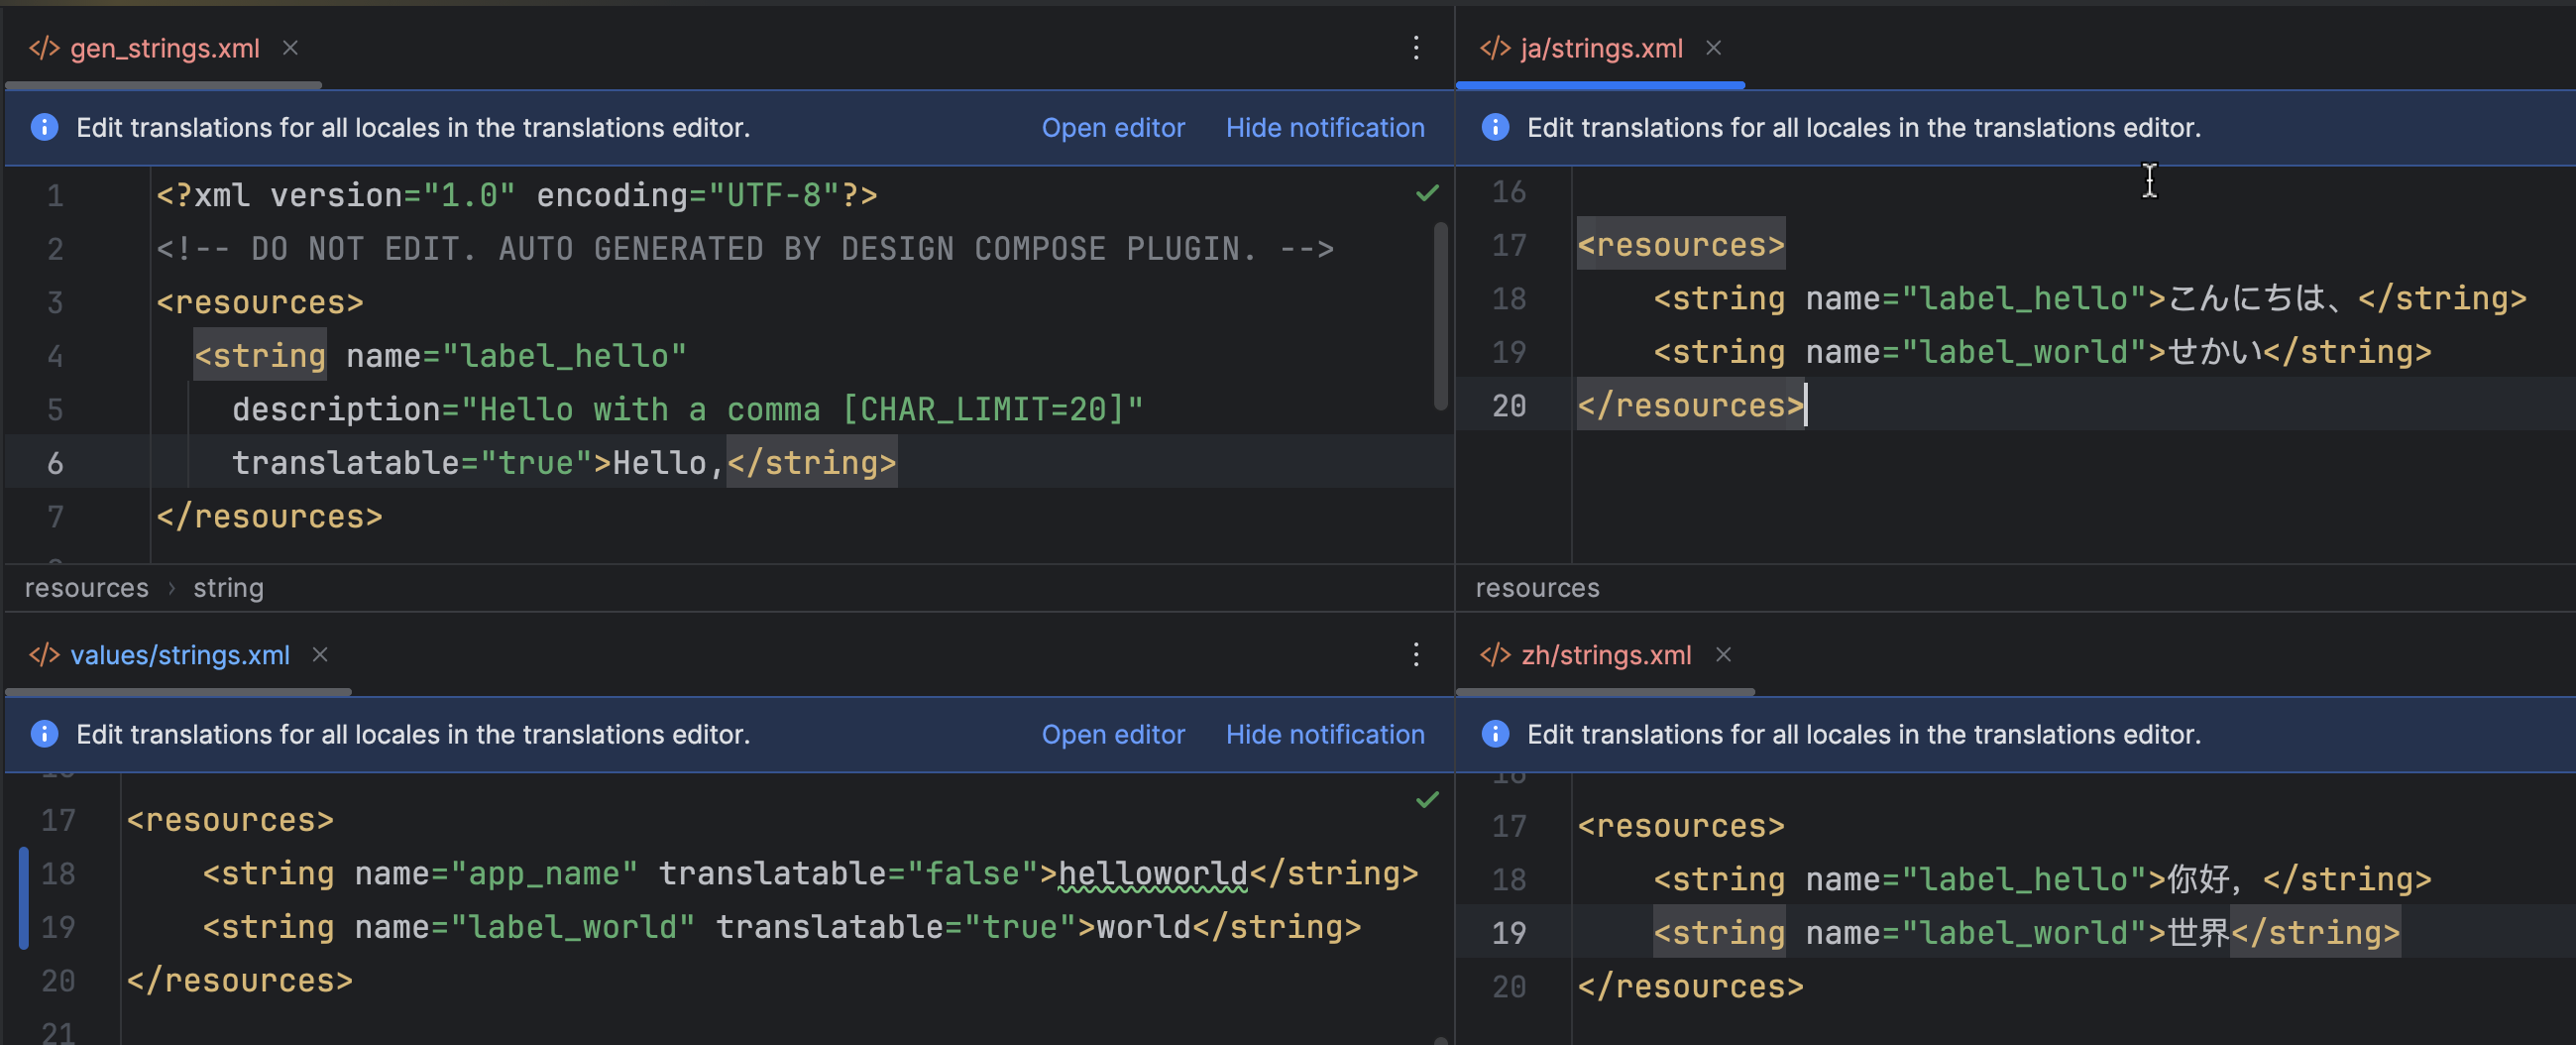 gen_strings.xml
Edit translations for all locales in the translations editor. Open editor Hide notification
1 <?xml version="1.0" encoding="UTF-8"?>
2 <!-- DO NOT EDIT. AUTO GENERATED BY DESIGN COMPOSE PLUGIN. -->
3 <resources>
4 <string name="label_hello"
5 description="Hello with a comma [CHAR_LIMIT=20]"
6 translatable="true">Hello,</string>
7 </resources>
resources › string
ja/strings.xml
Edit translations for all locales in the translations editor.
16
17 <resources>
18 <string name="label_hello">こんにちは、</string>
19 <string name="label_world">せかい</string>
20 </resources>
resources
values/strings.xml
Edit translations for all locales in the translations editor. Open editor Hide notification
17 <resources>
18 <string name="app_name" translatable="false">helloworld</string>
19 <string name="label_world" translatable="true">world</string>
20 </resources>
21
zh/strings.xml
Edit translations for all locales in the translations editor.
17 <resources>
18 <string name="label_hello">你好，</string>
19 <string name="label_world">世界</string>
20 </resources>